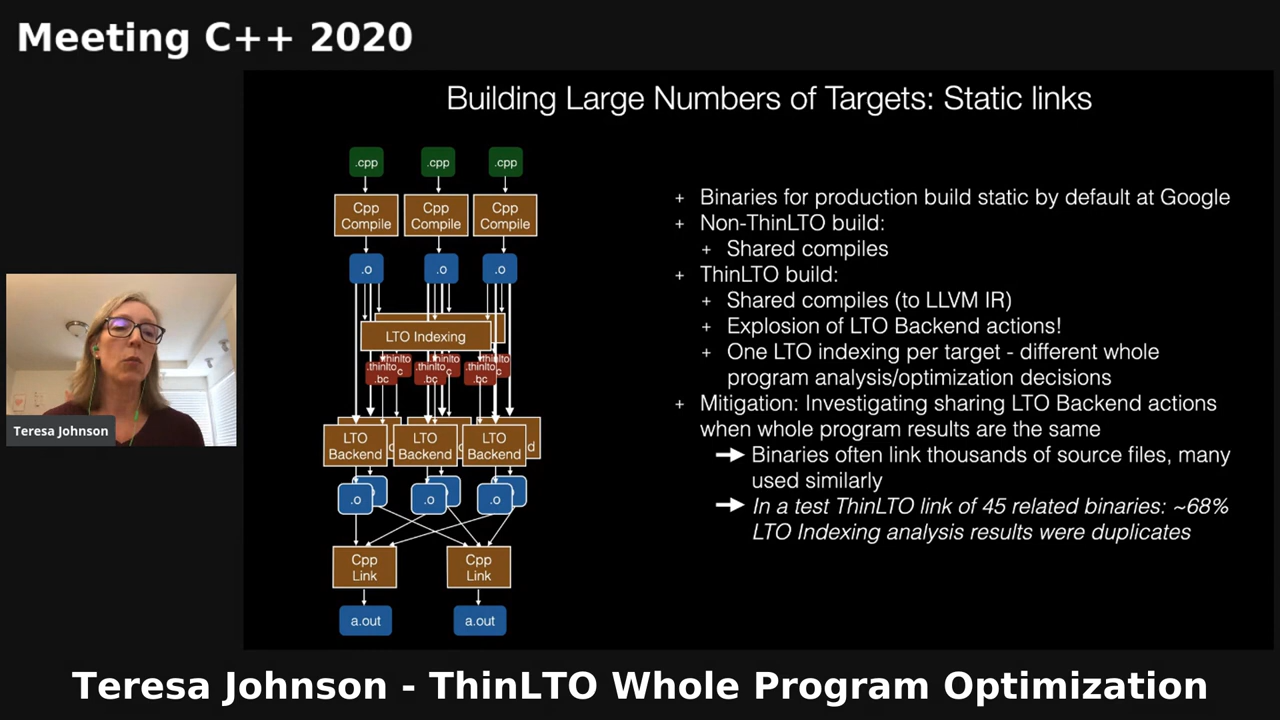 Meeting C++ 2020
Building Large Numbers of Targets: Static links
.cpp .cpp .cpp
Cpp Compile Cpp Compile Cpp Compile
.o .o .o
LTO Indexing
thinlto c thinlto c thinlto c
.thinlto .bc .thinlto .bc .thinlto .bc
LTO Backend LTO Backend LTO Backend d
.o .o .o
Cpp Link Cpp Link
a.out a.out
+ Binaries for production build static by default at Google
+ Non-ThinLTO build:
+ Shared compiles
+ ThinLTO build:
+ Shared compiles (to LLVM IR)
+ Explosion of LTO Backend actions!
+ One LTO indexing per target - different whole
program analysis/optimization decisions
+ Mitigation: Investigating sharing LTO Backend actions
when whole program results are the same
Binaries often link thousands of source files, many
used similarly
In a test ThinLTO link of 45 related binaries: ~68%
LTO Indexing analysis results were duplicates
Teresa Johnson
Teresa Johnson - ThinLTO Whole Program Optimization